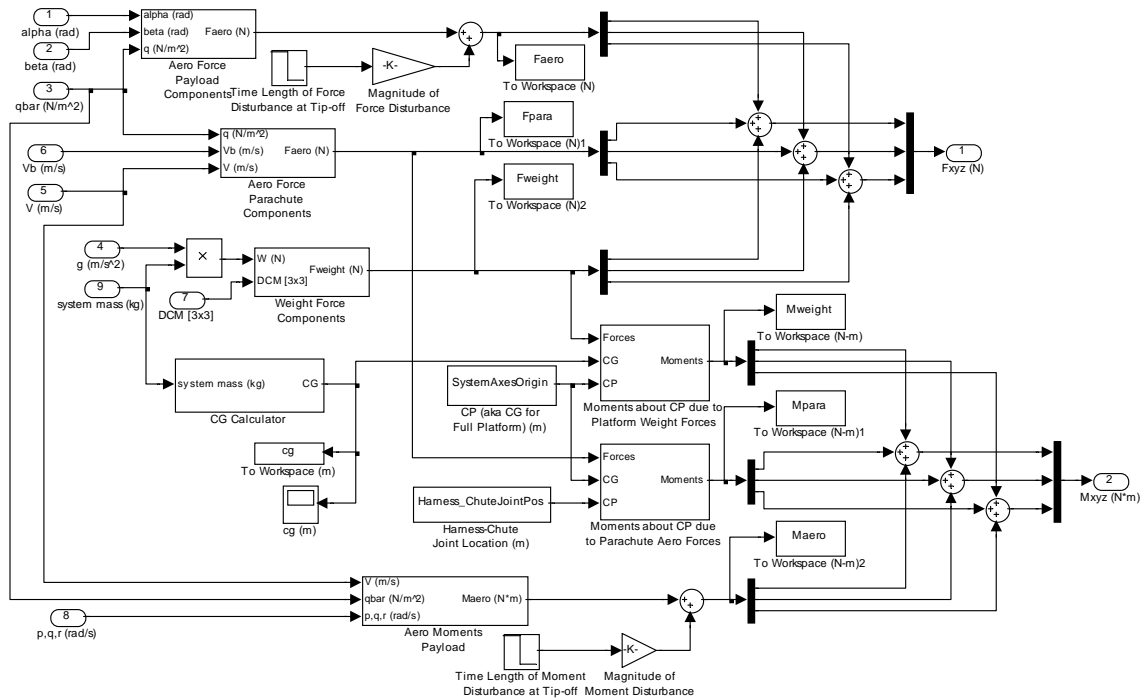 1
alpha (rad)
2
beta (rad)
3
qbar (N/m^2)
alpha (rad)
beta (rad)
q (N/m^2)
Faero (N)
Aero Force
Payload
Components
Time Length of Force
Disturbance at Tip-off
-K-
Magnitude of
Force Disturbance
++
Faero
To Workspace (N)
Fpara
To Workspace (N)1
Fweight
To Workspace (N)2
6
Vb (m/s)
5
V (m/s)
q (N/m^2)
Vb (m/s)
V (m/s)
Faero (N)
Aero Force
Parachute
Components
+
++
+
++
+
++
1
Fxyz (N)
4
g (m/s^2)
9
system mass (kg)
×
7
DCM [3x3]
W (N)
DCM [3x3]
Fweight (N)
Weight Force
Components
system mass (kg)
CG
CG Calculator
cg
To Workspace (m)
cg (m)
SystemAxesOrigin
CP (aka CG for
Full Platform) (m)
Harness_ChuteJointPos
Harness-Chute
Joint Location (m)
Forces
CG
CP
Moments
Moments about CP due to
Platform Weight Forces
Forces
CG
CP
Moments
Moments about CP due
to Parachute Aero Forces
Mweight
To Workspace (N-m)
Mpara
To Workspace (N-m)1
Maero
To Workspace (N-m)2
+
++
+
++
+
++
2
Mxyz (N*m)
8
p,q,r (rad/s)
V (m/s)
qbar (N/m^2)
p,q,r (rad/s)
Maero (N*m)
Aero Moments
Payload
Time Length of Moment
Disturbance at Tip-off
-K-
Magnitude of
Moment Disturbance
++